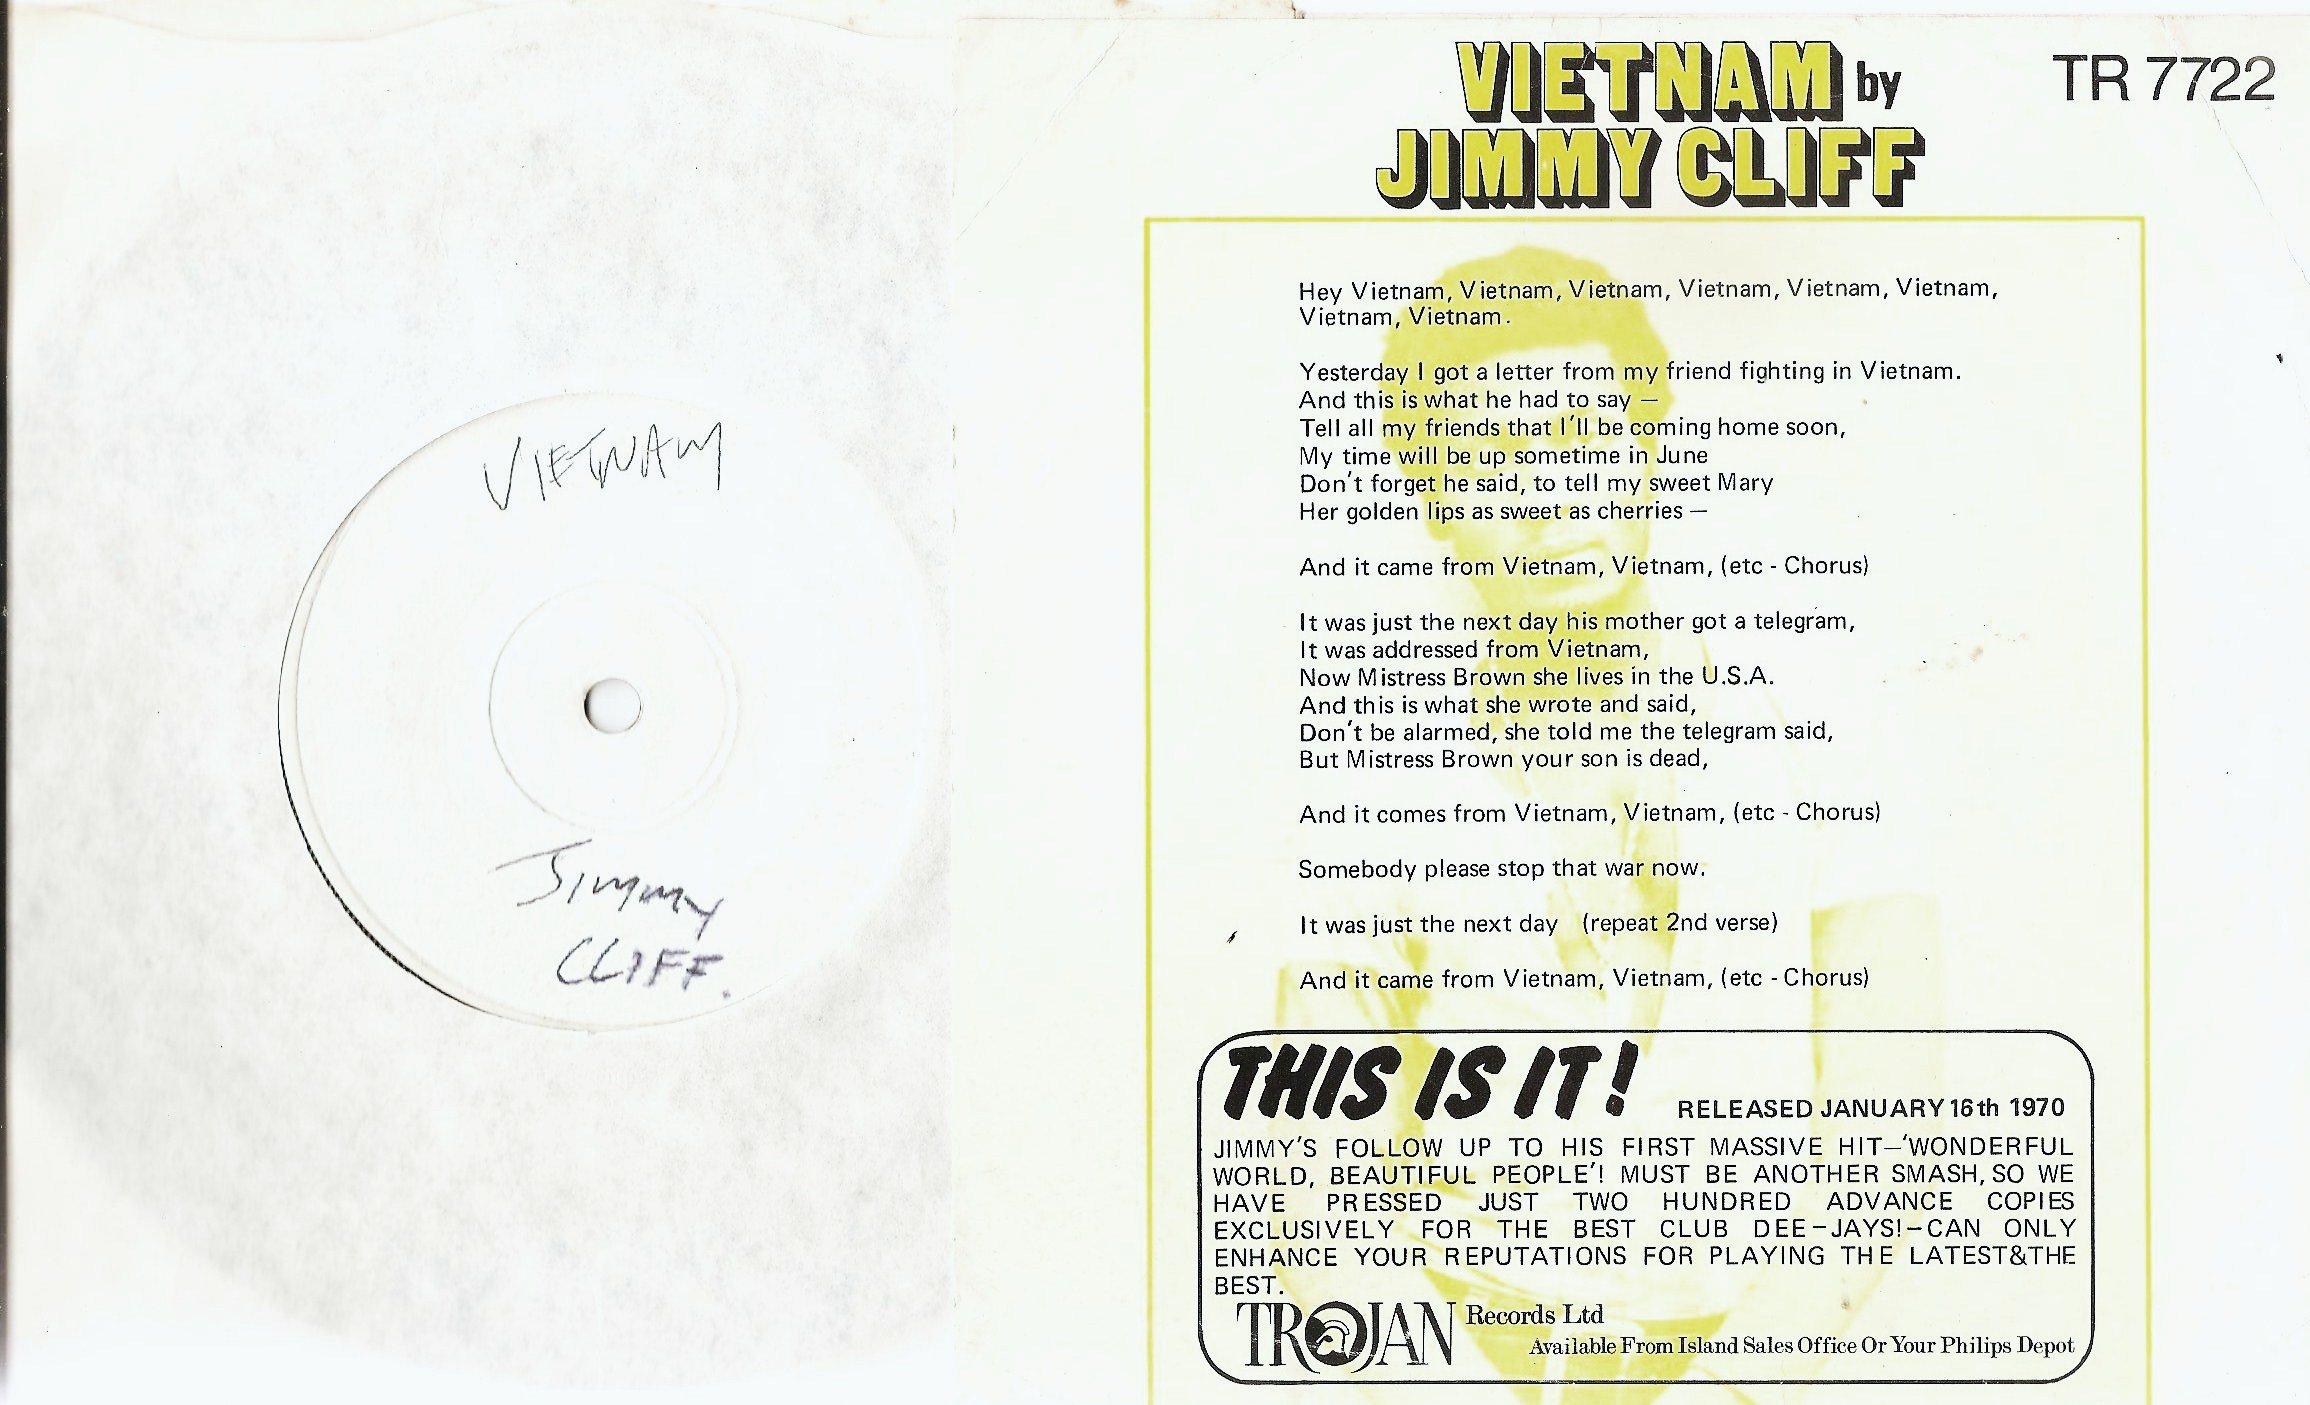 VIETNAM
Jimmy
CLIFF.
VIETNAM by
JIMMY CLIFF
TR 7722
Hey Vietnam, Vietnam, Vietnam, Vietnam, Vietnam, Vietnam,
Vietnam, Vietnam.
Yesterday I got a letter from my friend fighting in Vietnam.
And this is what he had to say —
Tell all my friends that I'll be coming home soon,
My time will be up sometime in June
Don't forget he said, to tell my sweet Mary
Her golden lips as sweet as cherries —
And it came from Vietnam, Vietnam, (etc - Chorus)
It was just the next day his mother got a telegram,
It was addressed from Vietnam,
Now Mistress Brown she lives in the U.S.A.
And this is what she wrote and said,
Don't be alarmed, she told me the telegram said,
But Mistress Brown your son is dead,
And it comes from Vietnam, Vietnam, (etc - Chorus)
Somebody please stop that war now.
It was just the next day (repeat 2nd verse)
And it came from Vietnam, Vietnam, (etc - Chorus)
THIS IS IT!
RELEASED JANUARY 16th 1970
JIMMY'S FOLLOW UP TO HIS FIRST MASSIVE HIT—'WONDERFUL
WORLD, BEAUTIFUL PEOPLE'! MUST BE ANOTHER SMASH, SO WE
HAVE PRESSED JUST TWO HUNDRED ADVANCE COPIES
EXCLUSIVELY FOR THE BEST CLUB DEE-JAYS!-CAN ONLY
ENHANCE YOUR REPUTATIONS FOR PLAYING THE LATEST&THE
BEST.
TROJAN Records Ltd
Available From Island Sales Office Or Your Philips Depot